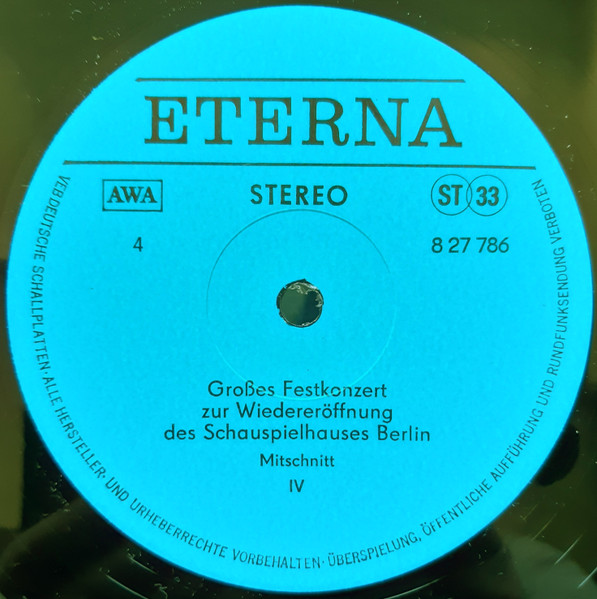 ETERNA
AWA
STEREO
ST 33
4
8 27 786
Großes Festkonzert
zur Wiedereröffnung
des Schauspielhauses Berlin
Mitschnitt
IV
VEB DEUTSCHE SCHALLPLATTEN · ALLE HERSTELLER- UND URHEBERRECHTE VORBEHALTEN · ÜBERSPIELUNG, ÖFFENTLICHE AUFFÜHRUNG UND RUNDFUNKSENDUNG VERBOTEN